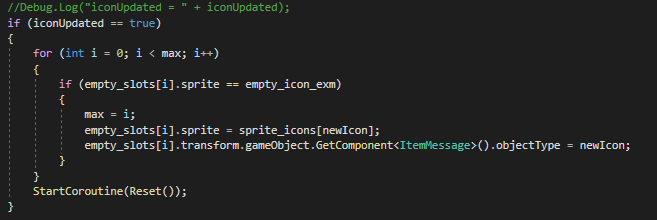 //Debug.Log("iconUpdated = " + iconUpdated);
if (iconUpdated == true)
{
for (int i = 0; i < max; i++)
{
if (empty_slots[i].sprite == empty_icon_exm)
{
max = i;
empty_slots[i].sprite = sprite_icons[newIcon];
empty_slots[i].transform.gameObject.GetComponent<ItemMessage>().objectType = newIcon;
}
}
StartCoroutine(Reset());
}